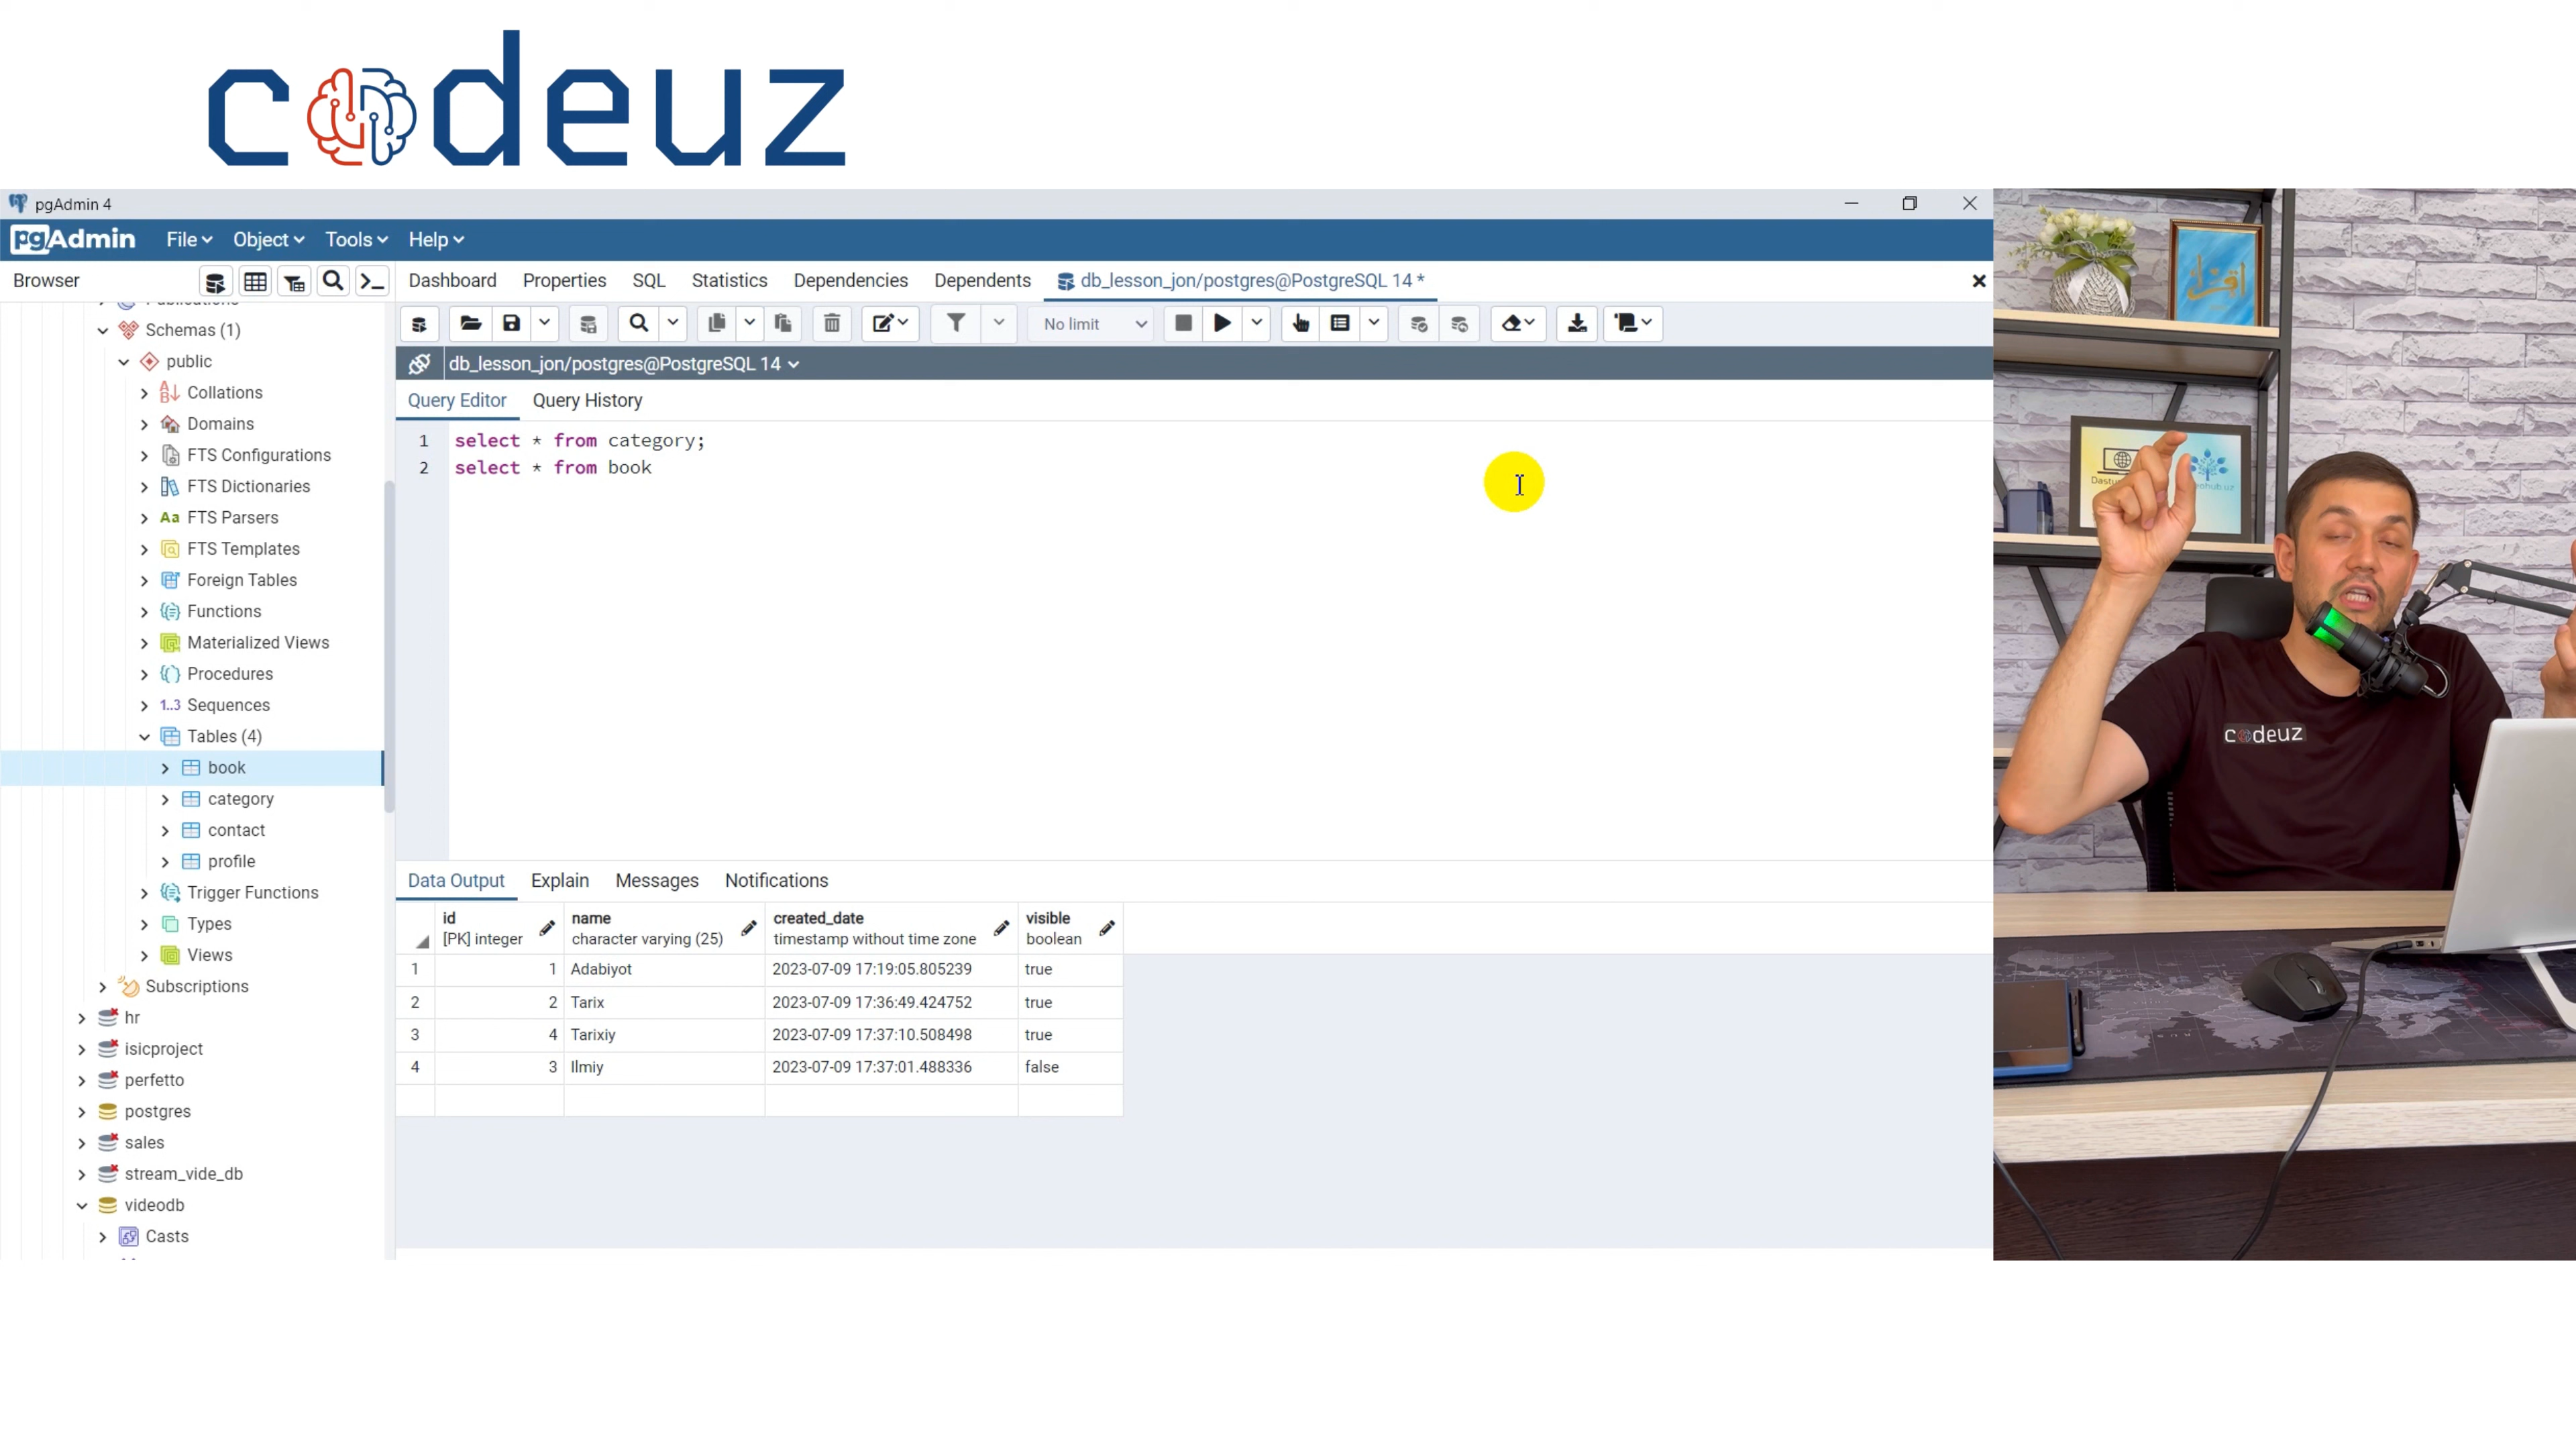 codeuz
pgAdmin 4
pgAdmin File Object Tools Help
Browser
Dashboard Properties SQL Statistics Dependencies Dependents db_lesson_jon/postgres@PostgreSQL 14 *
No limit
db_lesson_jon/postgres@PostgreSQL 14
Query Editor Query History
1 select * from category;
2 select * from book
Schemas (1)
public
Collations
Domains
FTS Configurations
FTS Dictionaries
Aa FTS Parsers
FTS Templates
Foreign Tables
Functions
Materialized Views
Procedures
1..3 Sequences
Tables (4)
book
category
contact
profile
Trigger Functions
Types
Views
Subscriptions
hr
isicproject
perfetto
postgres
sales
stream_vide_db
videodb
Casts
Data Output Explain Messages Notifications
id name created_date visible
[PK] integer character varying (25) timestamp without time zone boolean
1 1 Adabiyot 2023-07-09 17:19:05.805239 true
2 2 Tarix 2023-07-09 17:36:49.424752 true
3 4 Tarixiy 2023-07-09 17:37:10.508498 true
4 3 Ilmiy 2023-07-09 17:37:01.488336 false
codeuz